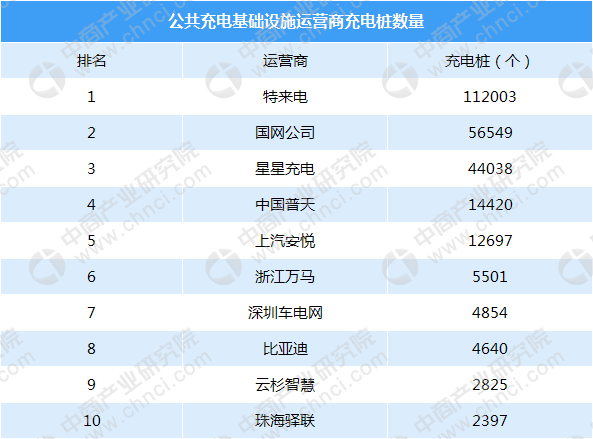 公共充电基础设施运营商充电桩数量
排名 运营商 充电桩（个）
1 特来电 112003
2 国网公司 56549
3 星星充电 44038
4 中国普天 14420
5 上汽安悦 12697
6 浙江万马 5501
7 深圳车电网 4854
8 比亚迪 4640
9 云杉智慧 2825
10 珠海驿联 2397
中商产业研究院
www.chnci.com